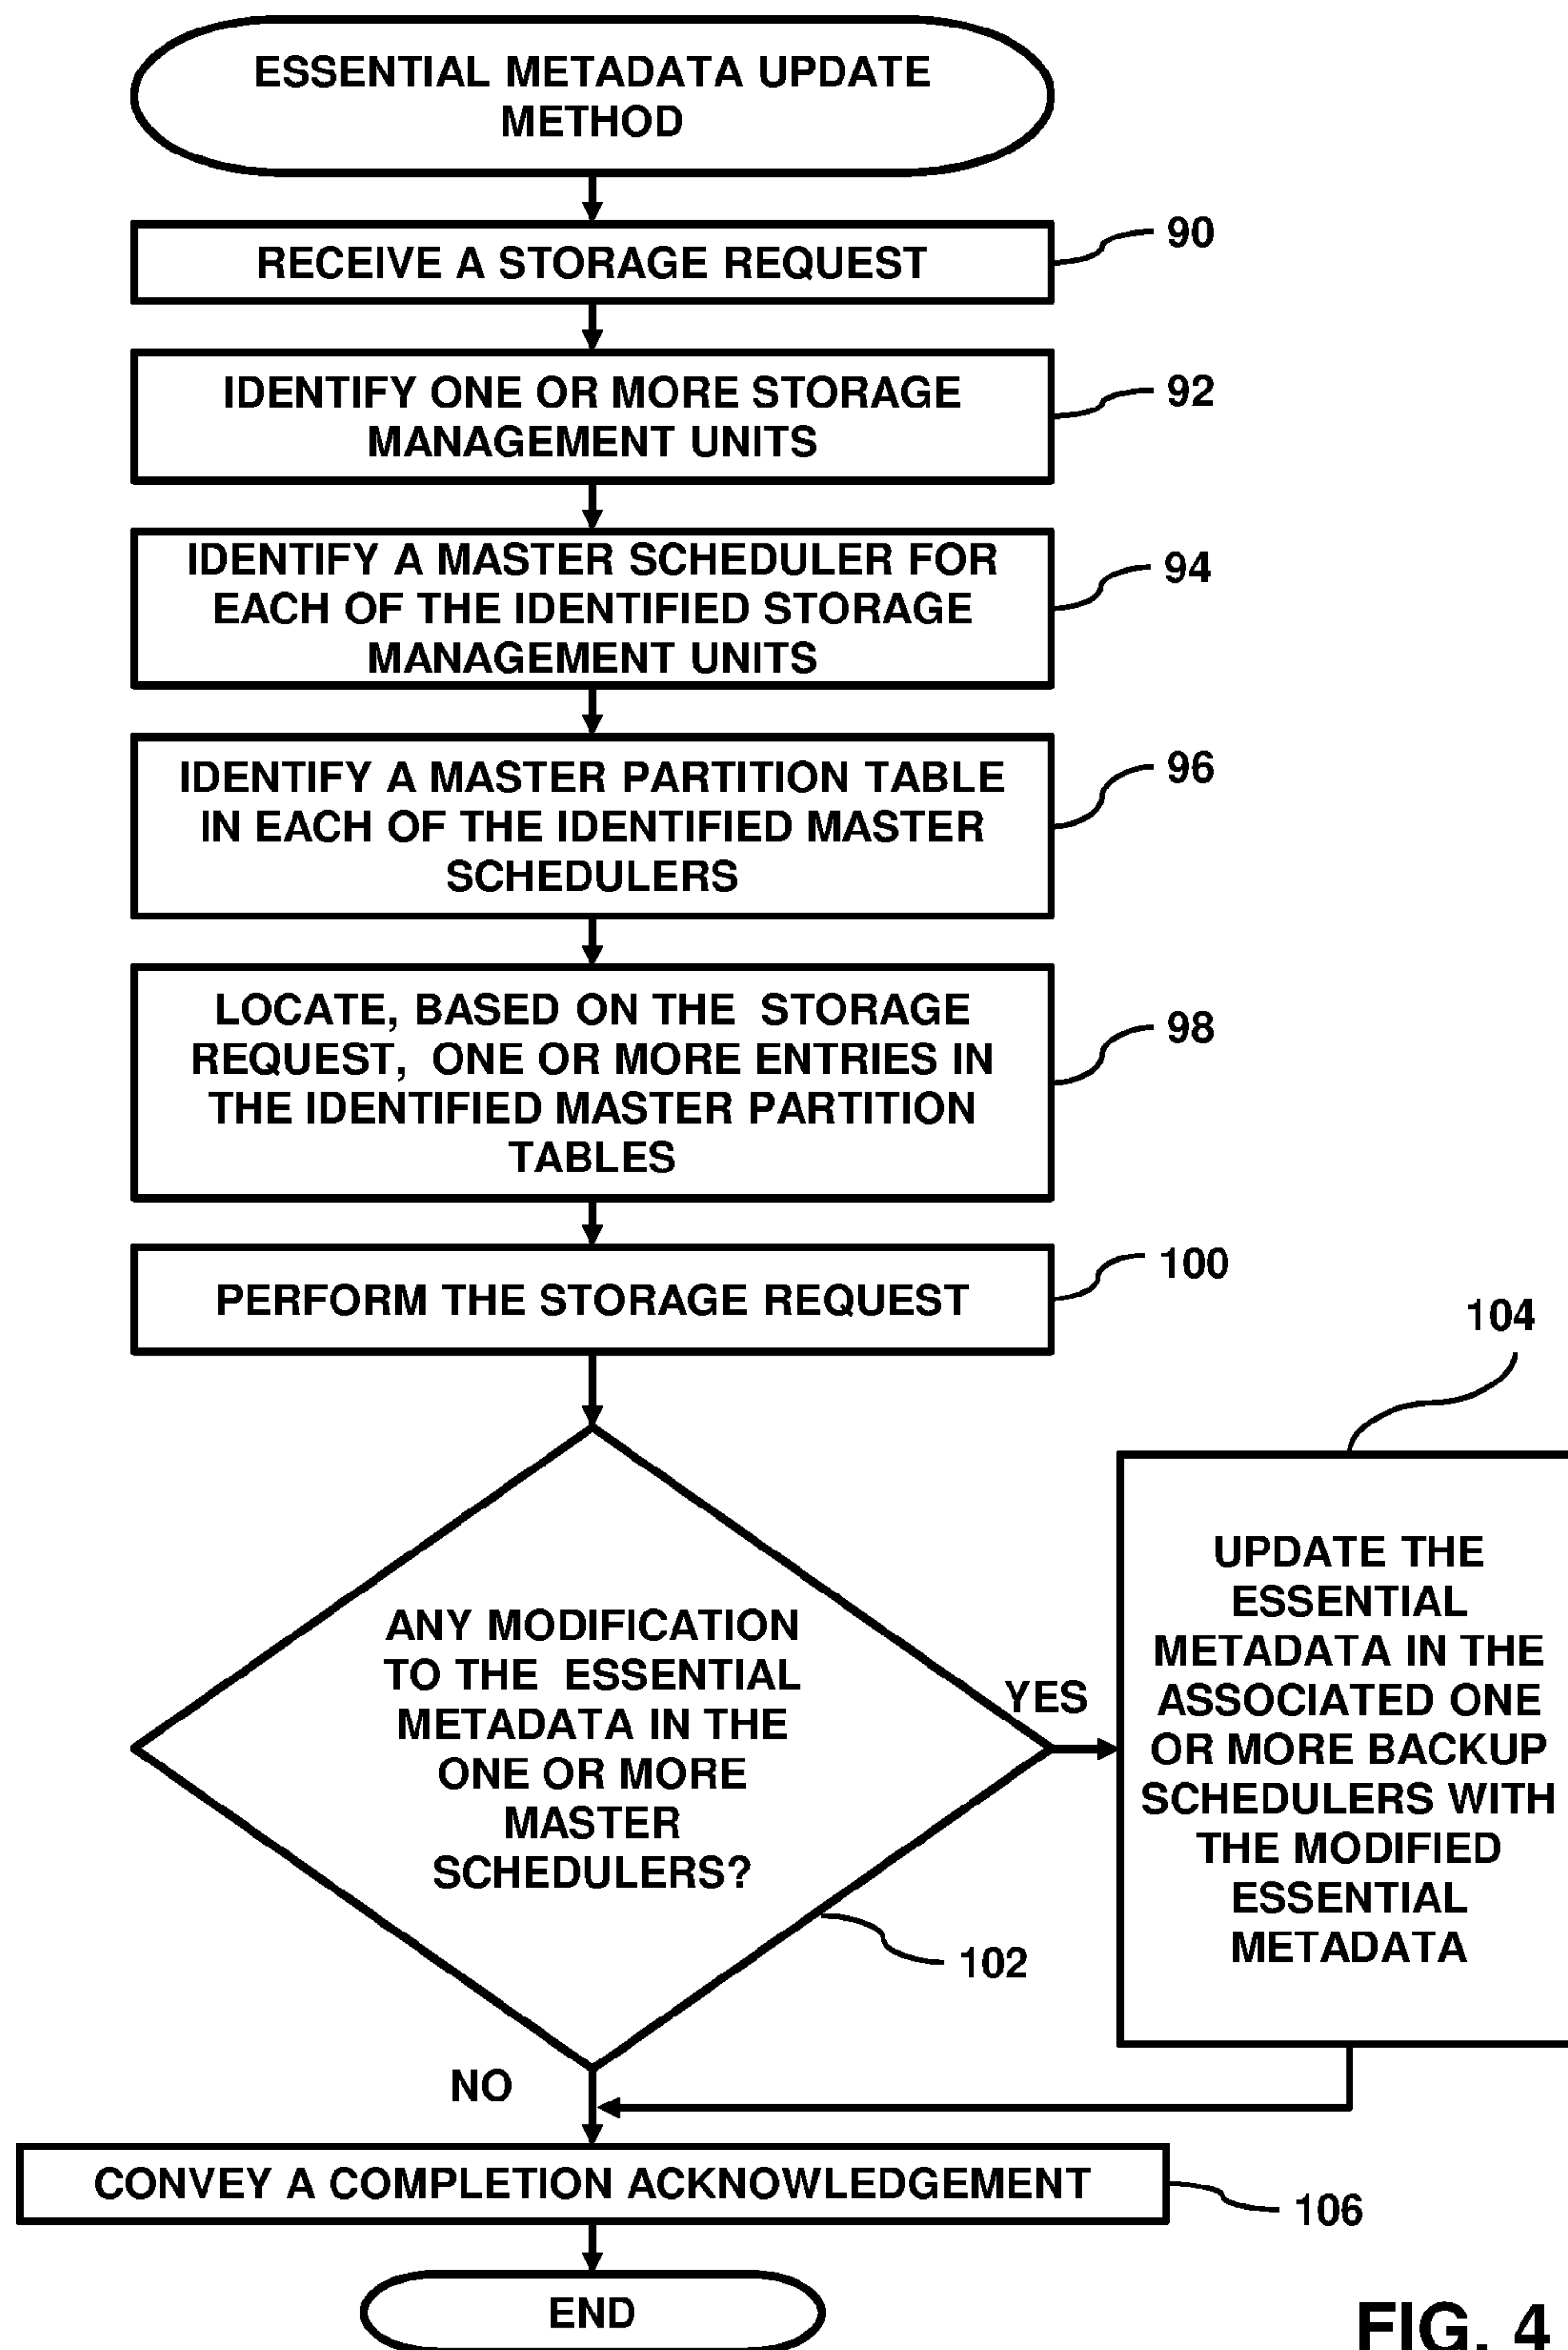 ESSENTIAL METADATA UPDATE
METHOD
RECEIVE A STORAGE REQUEST
90
IDENTIFY ONE OR MORE STORAGE
MANAGEMENT UNITS
92
IDENTIFY A MASTER SCHEDULER FOR
EACH OF THE IDENTIFIED STORAGE
MANAGEMENT UNITS
94
IDENTIFY A MASTER PARTITION TABLE
IN EACH OF THE IDENTIFIED MASTER
SCHEDULERS
96
LOCATE, BASED ON THE STORAGE
REQUEST, ONE OR MORE ENTRIES IN
THE IDENTIFIED MASTER PARTITION
TABLES
98
PERFORM THE STORAGE REQUEST
100
ANY MODIFICATION
TO THE ESSENTIAL
METADATA IN THE
ONE OR MORE
MASTER
SCHEDULERS?
102
YES
104
UPDATE THE
ESSENTIAL
METADATA IN THE
ASSOCIATED ONE
OR MORE BACKUP
SCHEDULERS WITH
THE MODIFIED
ESSENTIAL
METADATA
NO
CONVEY A COMPLETION ACKNOWLEDGEMENT
106
END
FIG. 4